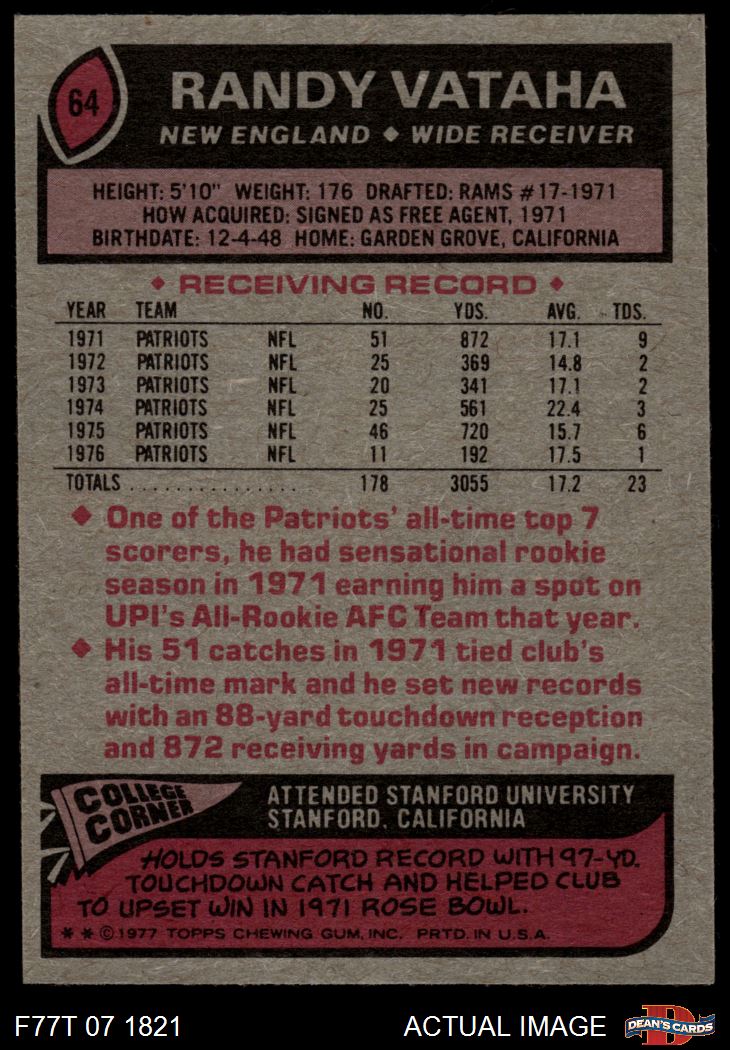 64
RANDY VATAHA
NEW ENGLAND ◆ WIDE RECEIVER
HEIGHT: 5'10" WEIGHT: 176 DRAFTED: RAMS #17-1971
HOW ACQUIRED: SIGNED AS FREE AGENT, 1971
BIRTHDATE: 12-4-48 HOME: GARDEN GROVE, CALIFORNIA
◆ RECEIVING RECORD ◆
YEAR TEAM NO. YDS. AVG. TDS.
1971 PATRIOTS NFL 51 872 17.1 9
1972 PATRIOTS NFL 25 369 14.8 2
1973 PATRIOTS NFL 20 341 17.1 2
1974 PATRIOTS NFL 25 561 22.4 3
1975 PATRIOTS NFL 46 720 15.7 6
1976 PATRIOTS NFL 11 192 17.5 1
TOTALS . . . . . . . . . . . . . . . . . 178 3055 17.2 23
◆ One of the Patriots' all-time top 7
scorers, he had sensational rookie
season in 1971 earning him a spot on
UPI's All-Rookie AFC Team that year.
◆ His 51 catches in 1971 tied club's
all-time mark and he set new records
with an 88-yard touchdown reception
and 872 receiving yards in campaign.
COLLEGE
CORNER
ATTENDED STANFORD UNIVERSITY
STANFORD, CALIFORNIA
HOLDS STANFORD RECORD WITH 97-YD.
TOUCHDOWN CATCH AND HELPED CLUB
TO UPSET WIN IN 1971 ROSE BOWL.
* * © 1977 TOPPS CHEWING GUM, INC. PRTD. IN U.S.A.
F77T 07 1821 ACTUAL IMAGE
D
DEAN'S CARDS